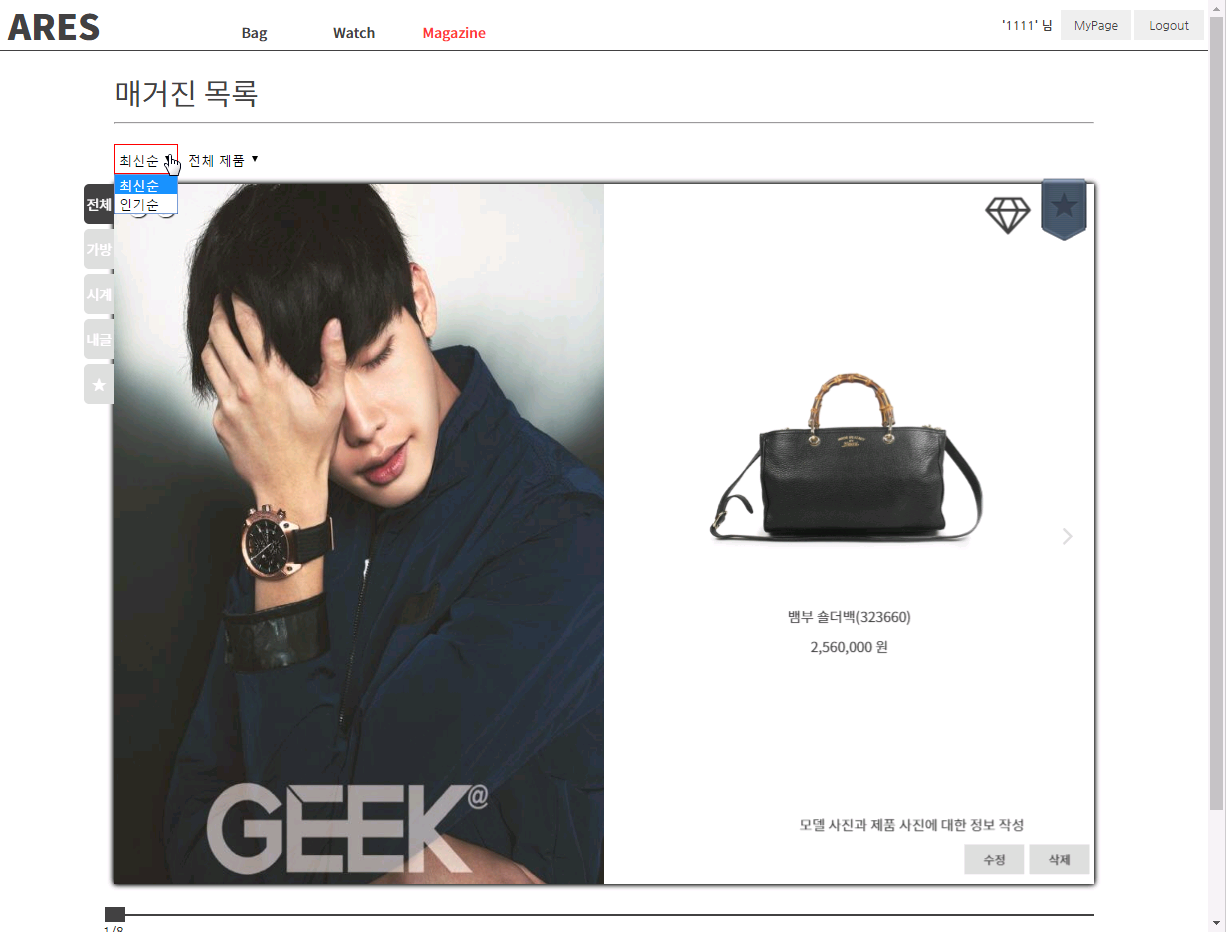 ARES
Bag
Watch
Magazine
'1111' 님
MyPage
Logout
매거진 목록
최신순
전체 제품 ▼
최신순
인기순
전체
가방
시계
내글
★
뱀부 숄더백(323660)
2,560,000 원
GEEK@
모델 사진과 제품 사진에 대한 정보 작성
수정
삭제
1/8